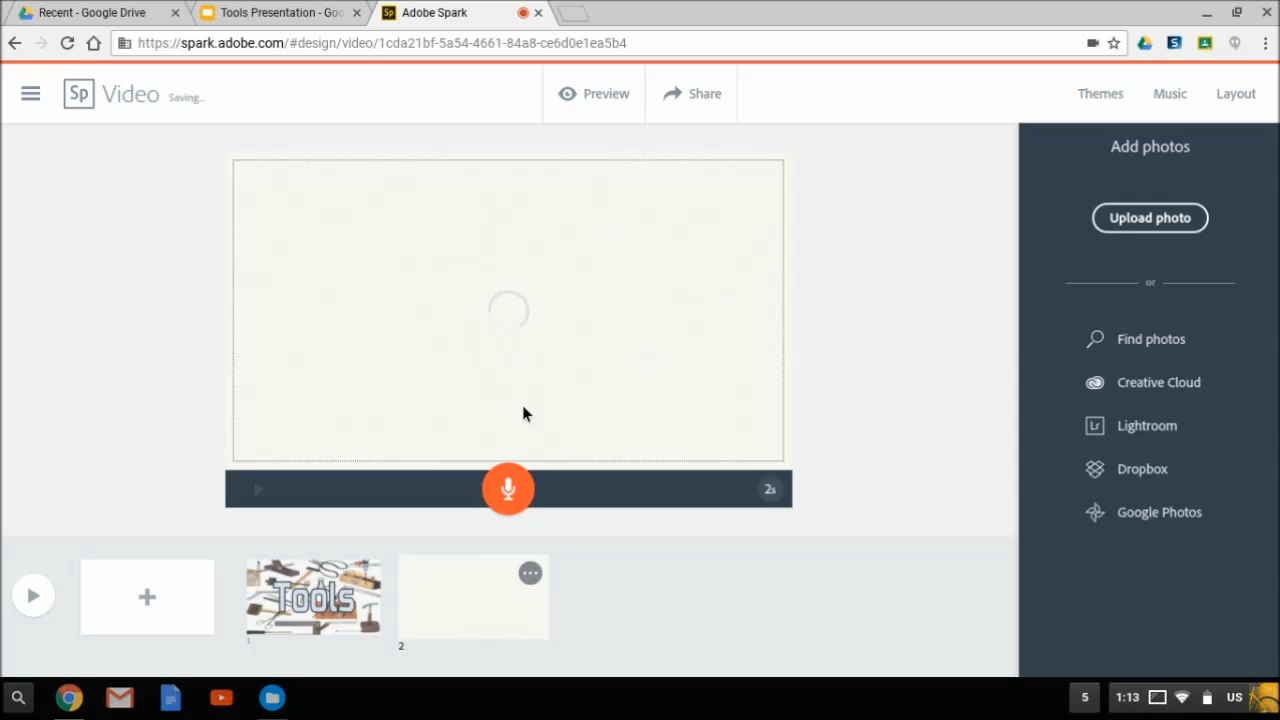 Recent - Google Drive
Tools Presentation - Goo
Adobe Spark
https://spark.adobe.com/#design/video/1cda21bf-5a54-4661-84a8-ce6d0e1ea5b4
Sp Video Saving...
Preview
Share
Themes
Music
Layout
Add photos
Upload photo
or
Find photos
Creative Cloud
Lr Lightroom
Dropbox
Google Photos
2s
Tools
1
2
5
1:13
US